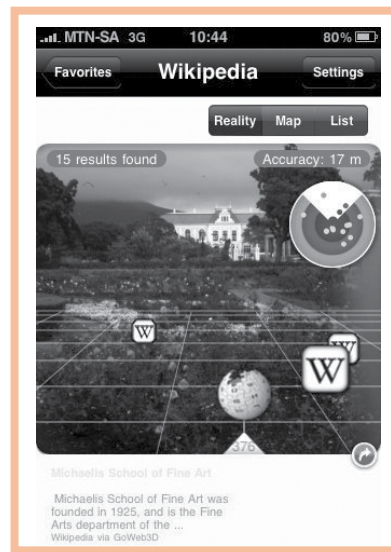 MTN-SA 3G 10:44 80%
Favorites Wikipedia Settings
Reality Map List
15 results found Accuracy: 17 m
W
W
W
376
Michaelis School of Fine Art
Michaelis School of Fine Art was
founded in 1925, and is the Fine
Arts department of the ...
Wikipedia via GoWeb3D